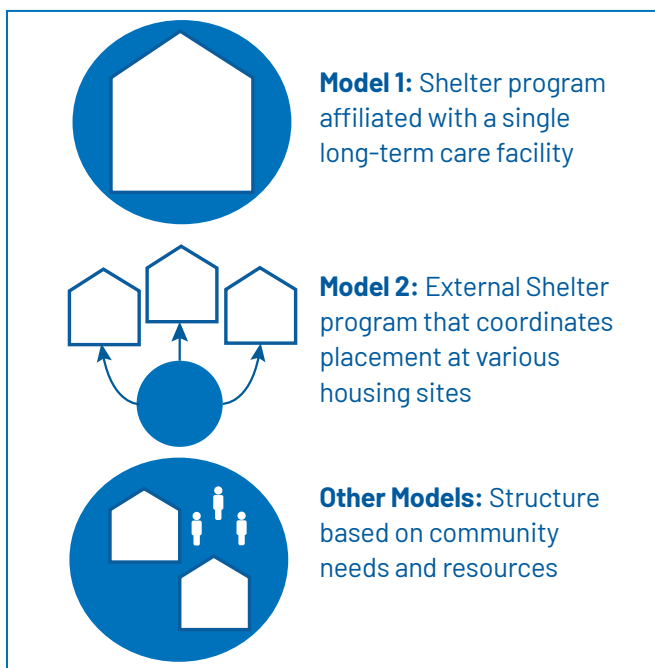 Model 1: Shelter program
affiliated with a single
long-term care facility
Model 2: External Shelter
program that coordinates
placement at various
housing sites
Other Models: Structure
based on community
needs and resources